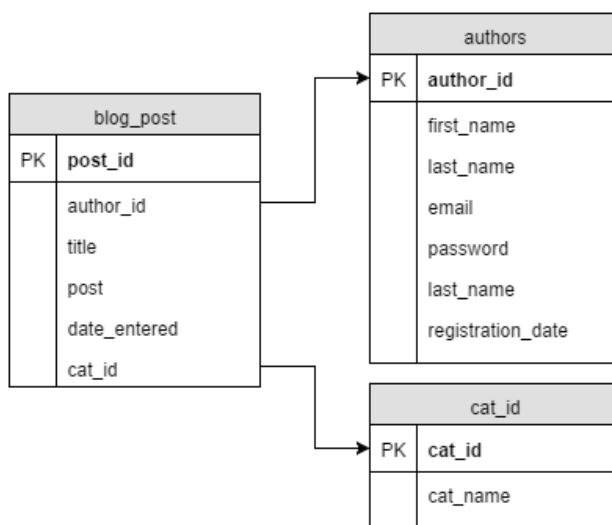 blog_post
PK post_id
author_id
title
post
date_entered
cat_id
authors
PK author_id
first_name
last_name
email
password
last_name
registration_date
cat_id
PK cat_id
cat_name